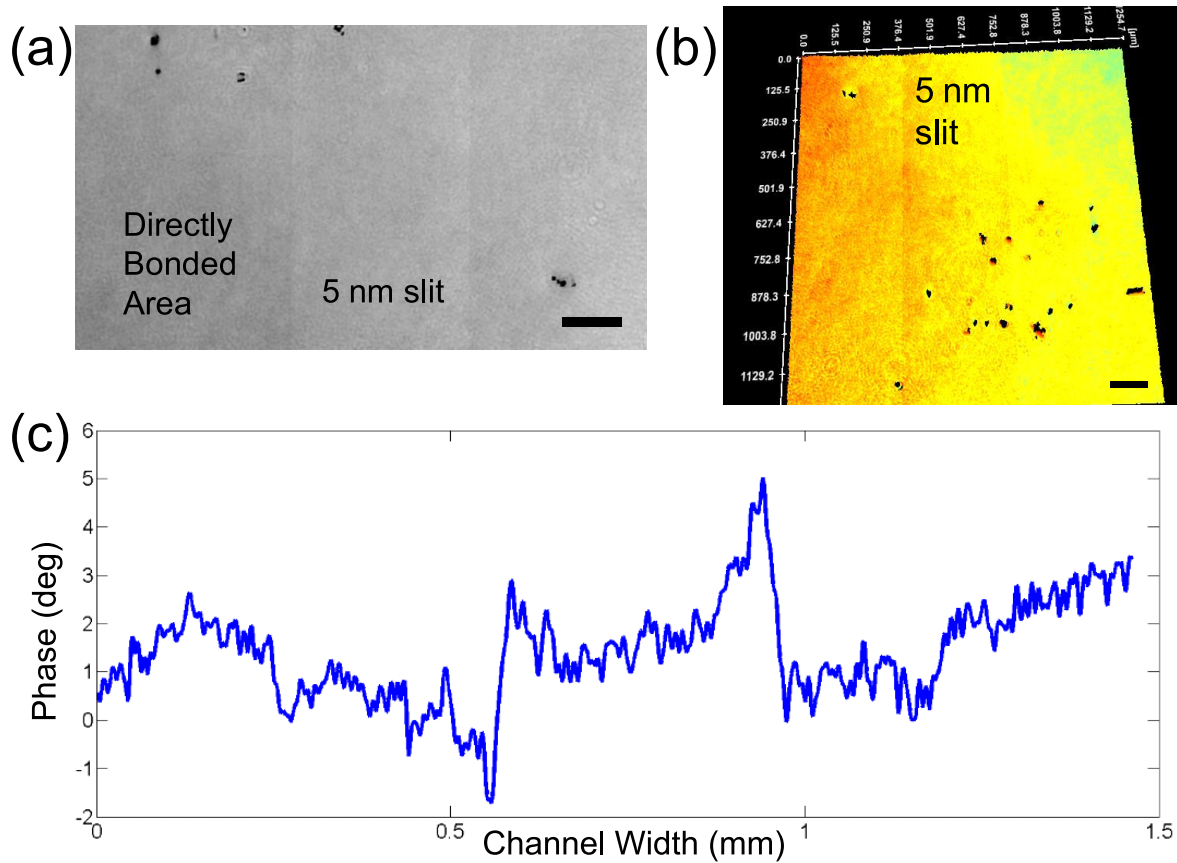 (a)
Directly
Bonded
Area
5 nm slit
(b)
0.0
125.5
250.9
376.4
501.9
627.4
752.8
878.3
1003.8
1129.2
1254.7
[µm]
0.0
125.5
250.9
376.4
501.9
627.4
752.8
878.3
1003.8
1129.2
5 nm
slit
(c)
6
5
4
3
2
1
0
-1
-2
Phase (deg)
0
0.5
1
1.5
Channel Width (mm)